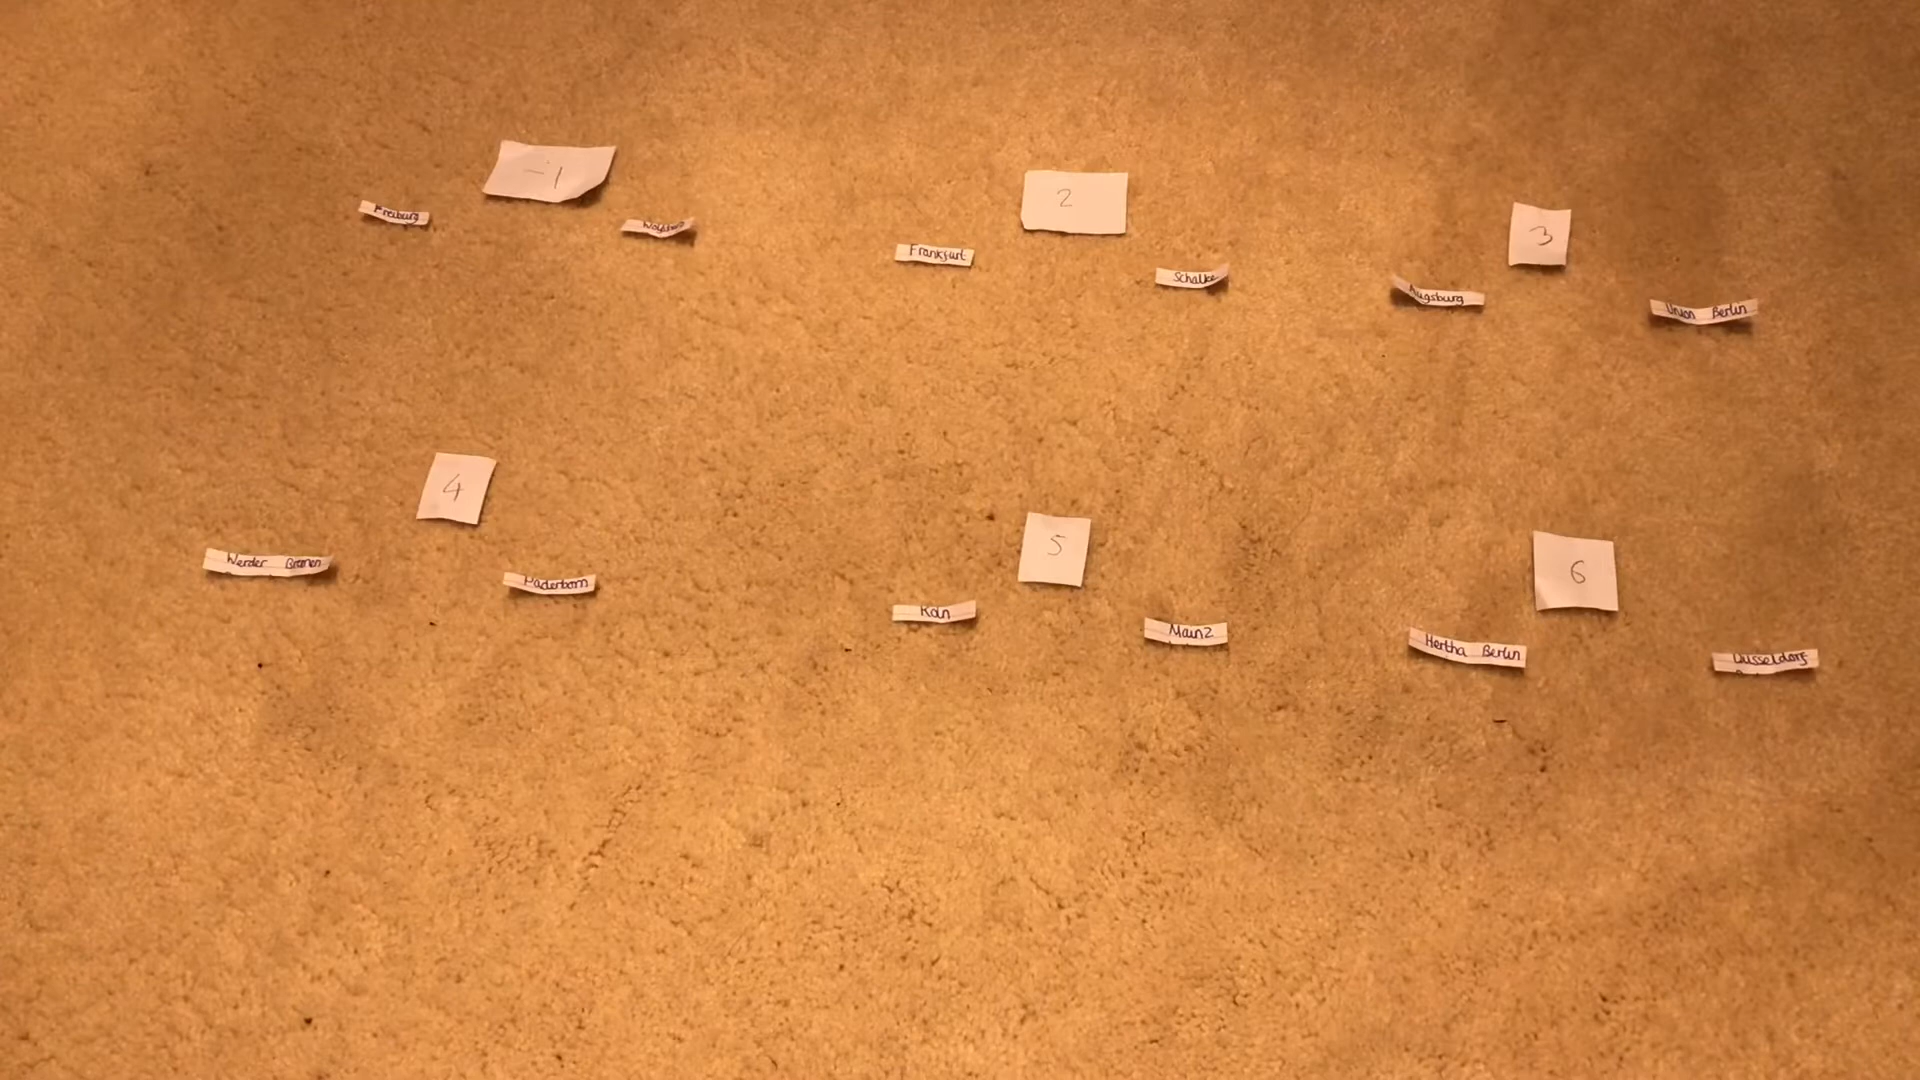 1
Freiburg
2
Frankfurt
Schalke
3
Augsburg
Union Berlin
4
Werder Bremen
Paderborn
5
Koln
Mainz
6
Hertha Berlin
Dusseldorf